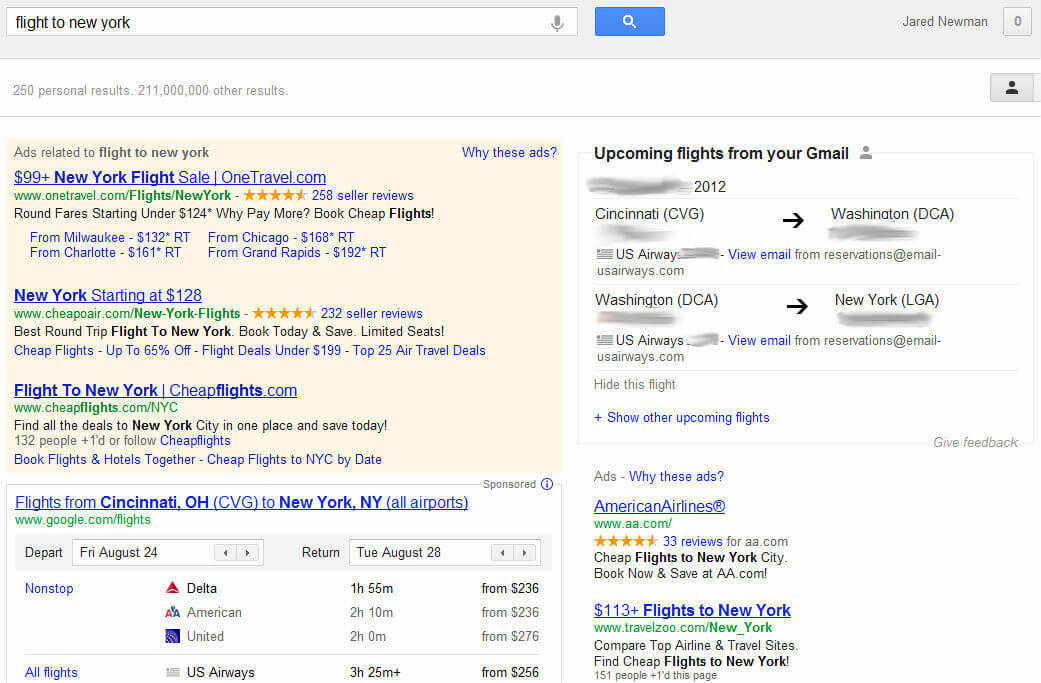 flight to new york
Jared Newman
0
250 personal results. 211,000,000 other results.
Ads related to flight to new york
Why these ads?
$99+ New York Flight Sale | OneTravel.com
www.onetravel.com/Flights/NewYork - 258 seller reviews
Round Fares Starting Under $124* Why Pay More? Book Cheap Flights!
From Milwaukee - $132* RT From Chicago - $168* RT
From Charlotte - $161* RT From Grand Rapids - $192* RT
New York Starting at $128
www.cheapoair.com/New-York-Flights - 232 seller reviews
Best Round Trip Flight To New York. Book Today & Save. Limited Seats!
Cheap Flights - Up To 65% Off - Flight Deals Under $199 - Top 25 Air Travel Deals
Flight To New York | Cheapflights.com
www.cheapflights.com/NYC
Find all the deals to New York City in one place and save today!
132 people +1'd or follow Cheapflights
Book Flights & Hotels Together - Cheap Flights to NYC by Date
Sponsored
Flights from Cincinnati, OH (CVG) to New York, NY (all airports)
www.google.com/flights
Depart Fri August 24 Return Tue August 28
Nonstop Delta 1h 55m from $236
American 2h 10m from $236
United 2h 0m from $276
All flights US Airways 3h 25m+ from $256
Upcoming flights from your Gmail
2012
Cincinnati (CVG) Washington (DCA)
US Airways - View email from reservations@email-
usairways.com
Washington (DCA) New York (LGA)
US Airways - View email from reservations@email-
usairways.com
Hide this flight
+ Show other upcoming flights
Give feedback
Ads - Why these ads?
AmericanAirlines®
www.aa.com/
33 reviews for aa.com
Cheap Flights to New York City.
Book Now & Save at AA.com!
$113+ Flights to New York
www.travelzoo.com/New_York
Compare Top Airline & Travel Sites.
Find Cheap Flights to New York!
151 people +1'd this page